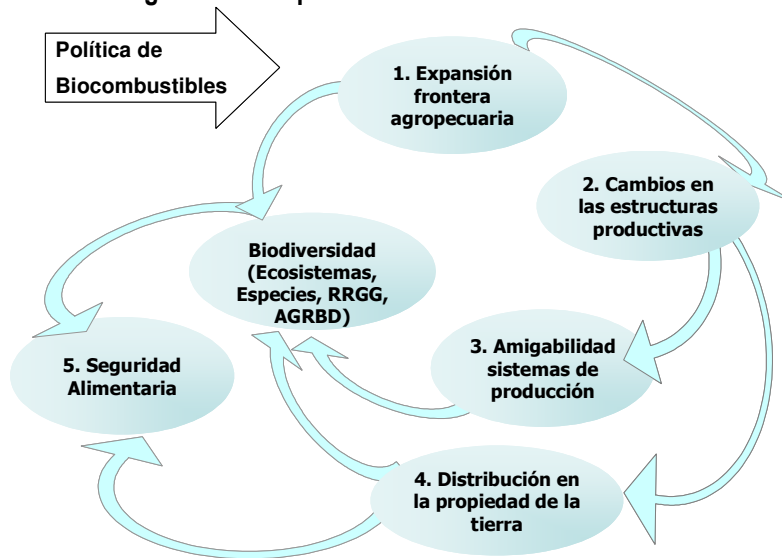 Política de
Biocombustibles
1. Expansión
frontera
agropecuaria
2. Cambios en
las estructuras
productivas
Biodiversidad
(Ecosistemas,
Especies, RRGG,
AGRBD)
3. Amigabilidad
sistemas de
producción
5. Seguridad
Alimentaria
4. Distribución en
la propiedad de la
tierra